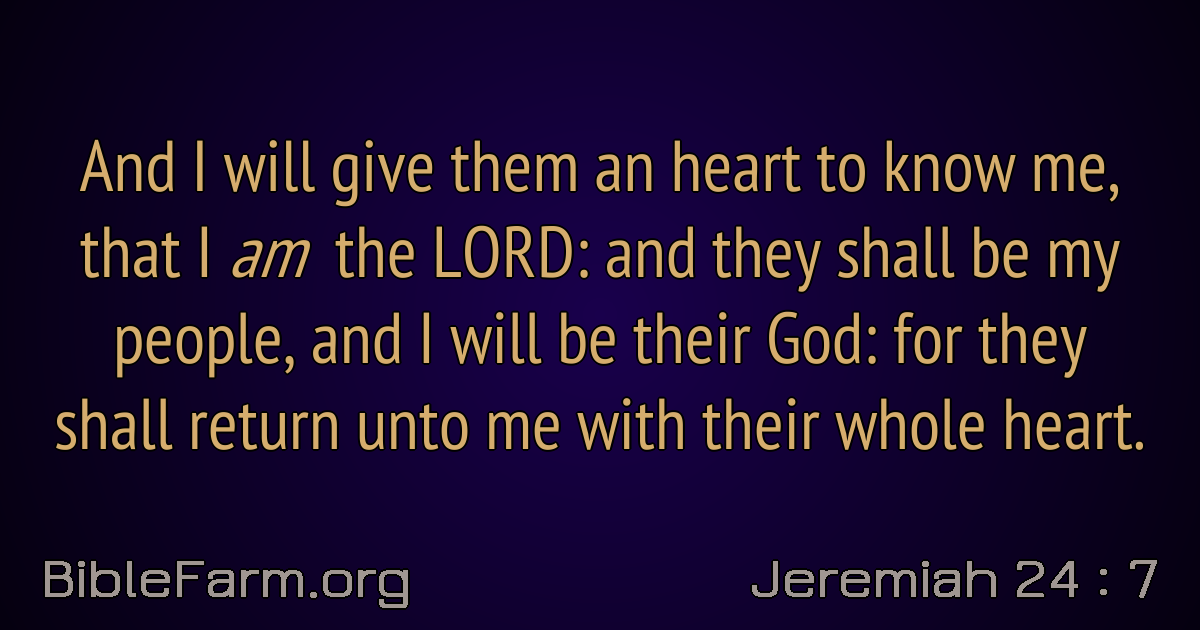 And I will give them an heart to know me,
that I am the LORD: and they shall be my
people, and I will be their God: for they
shall return unto me with their whole heart.
BibleFarm.org
Jeremiah 24 : 7